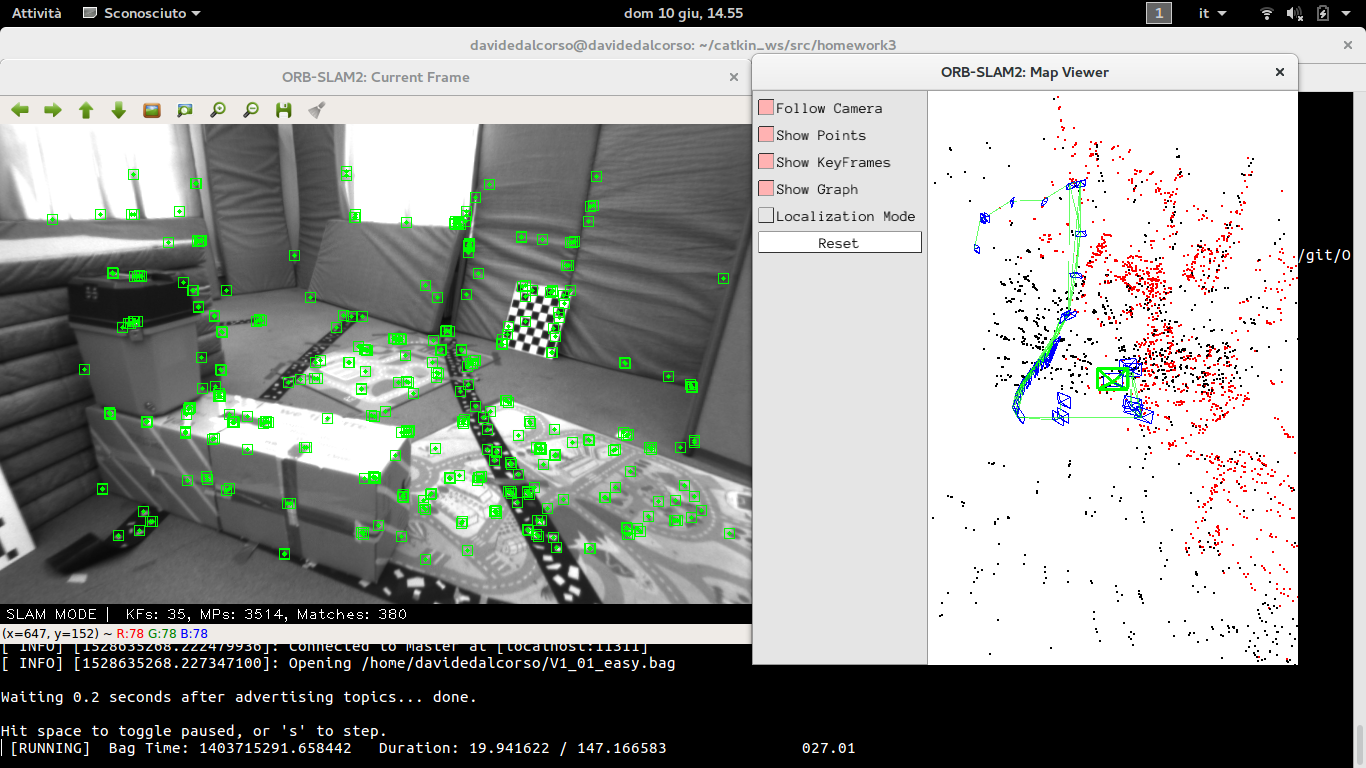 Attività Sconosciuto dom 10 giu, 14.55 1 it
davidedalcorso@davidedalcorso: ~/catkin_ws/src/homework3
ORB-SLAM2: Current Frame
ORB-SLAM2: Map Viewer
Follow Camera
Show Points
Show KeyFrames
Show Graph
Localization Mode
Reset
/git/O
SLAM MODE | KFs: 35, MPs: 3514, Matches: 380
(x=647, y=152) ~ R:78 G:78 B:78
[ INFO] [1528635268.222479936]: Connected to Master at [localhost:11311]
[ INFO] [1528635268.227347100]: Opening /home/davidedalcorso/V1_01_easy.bag
Waiting 0.2 seconds after advertising topics... done.
Hit space to toggle paused, or 's' to step.
[RUNNING] Bag Time: 1403715291.658442 Duration: 19.941622 / 147.166583 027.01